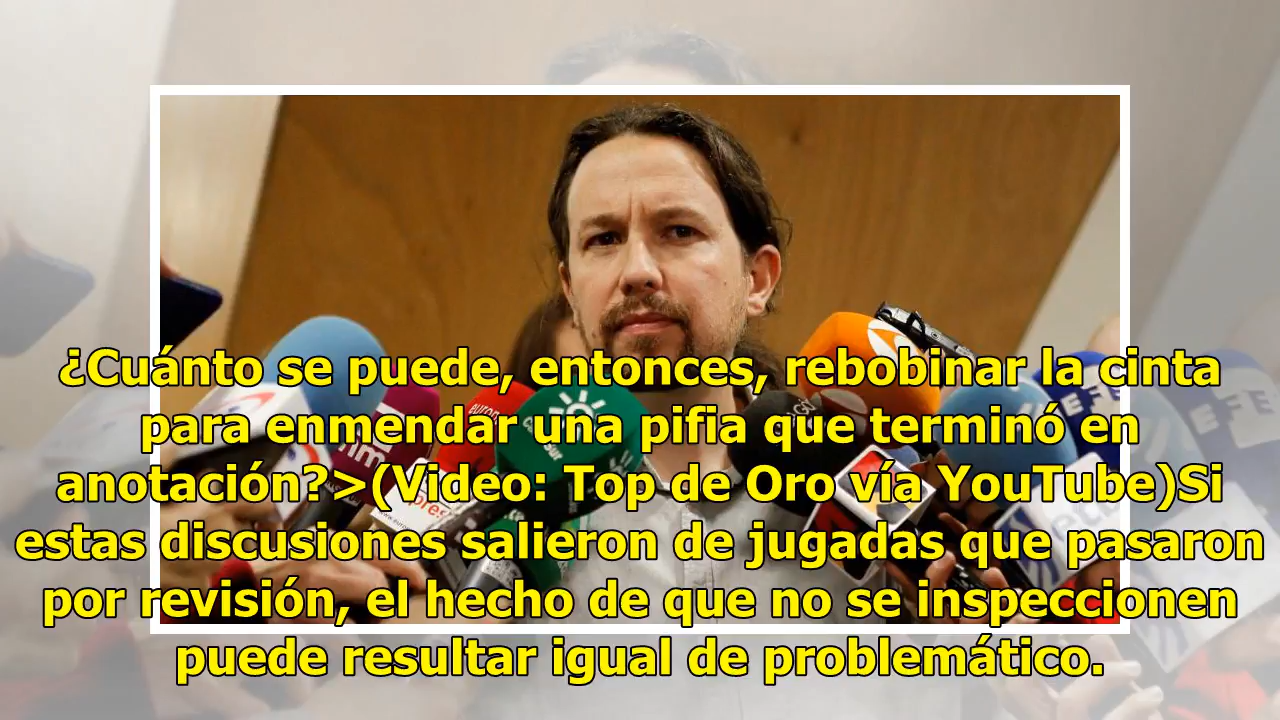 ¿Cuánto se puede, entonces, rebobinar la cinta
para enmendar una pifia que terminó en
anotación?>(Video: Top de Oro vía YouTube)Si
estas discusiones salieron de jugadas que pasaron
por revisión, el hecho de que no se inspeccionen
puede resultar igual de problemático.
EFE
EFE